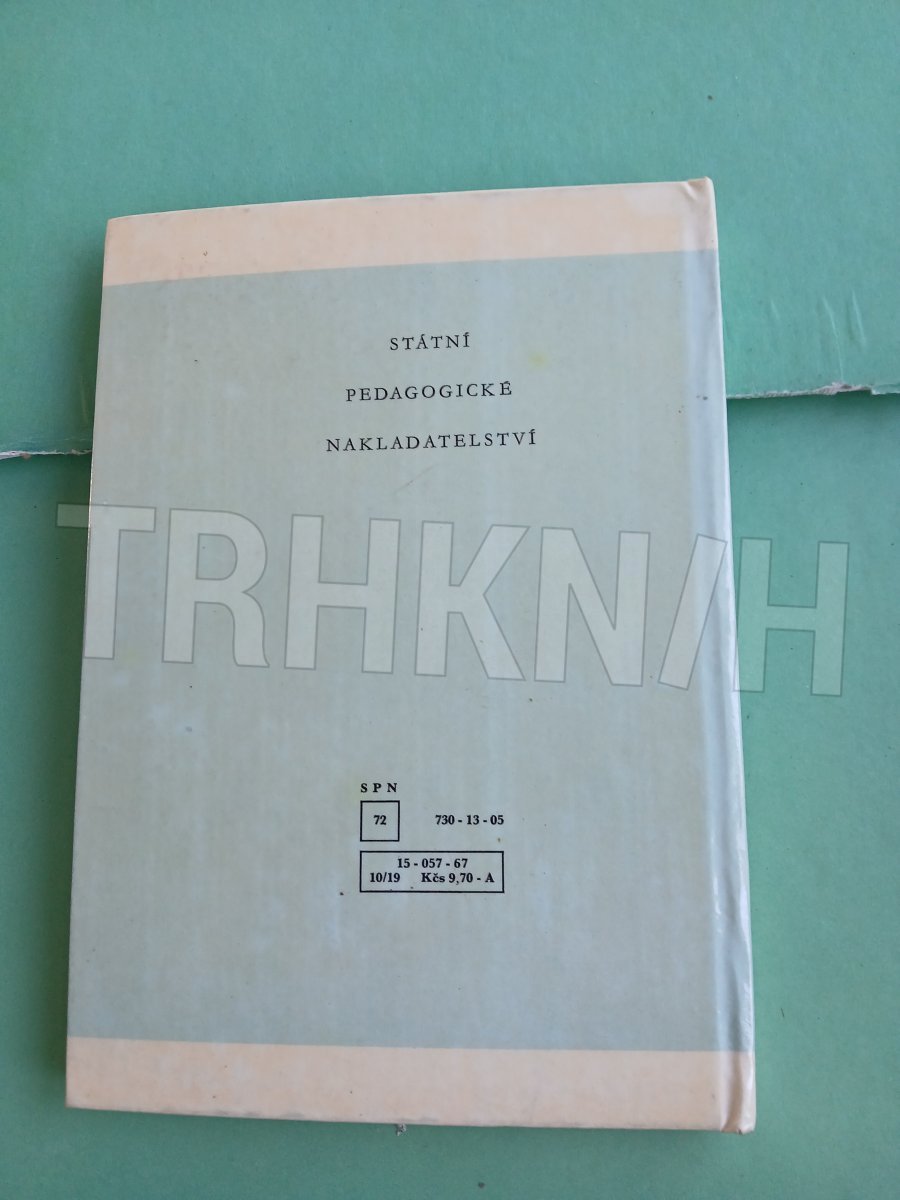 STÁTNÍ
PEDAGOGICKÉ
NAKLADATELSTVÍ
TRHKNIH
SPN
72 730 - 13 - 05
15 - 057 - 67
10/19 Kčs 9,70 - A